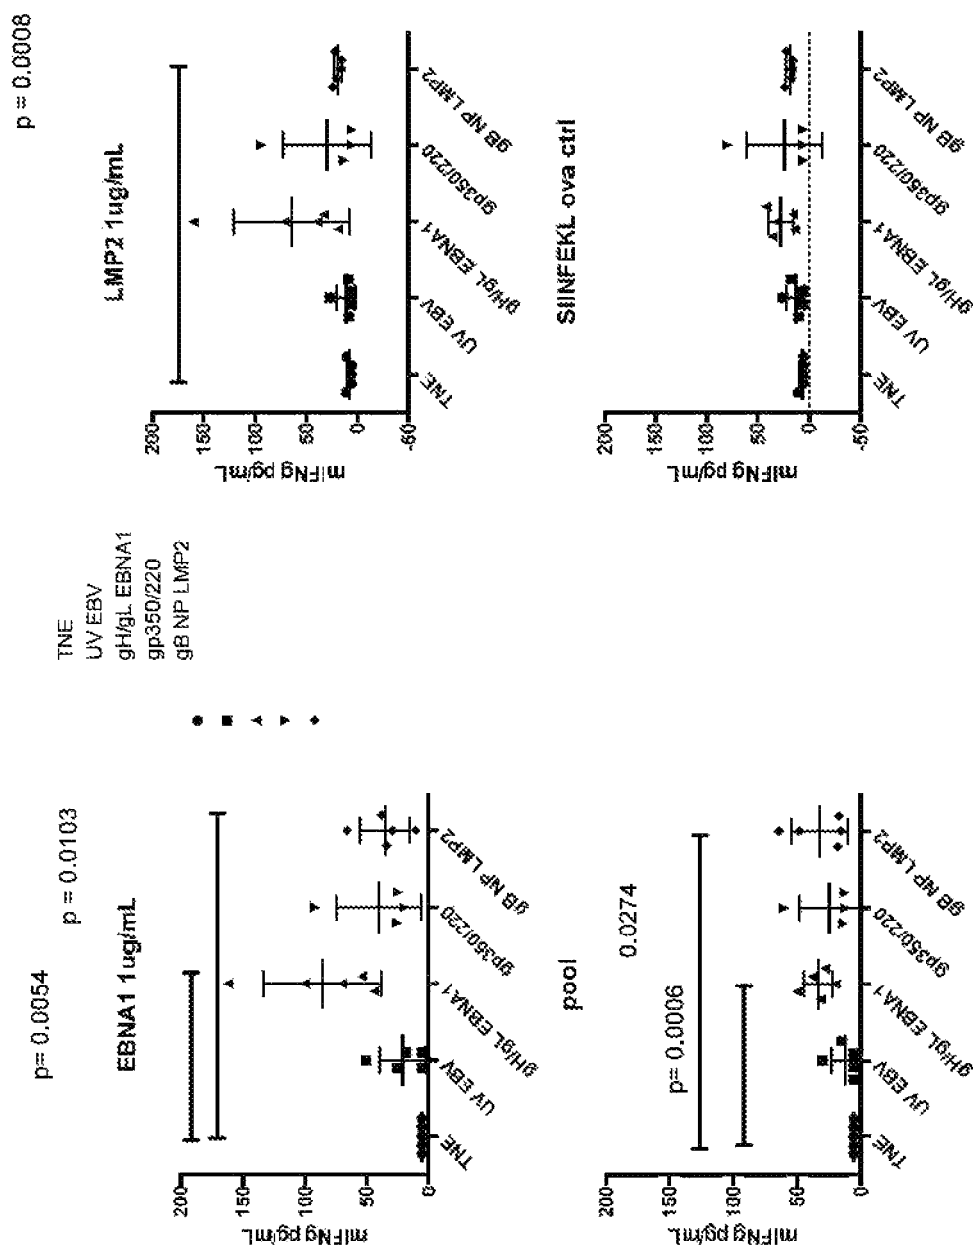 p= 0.0054
p = 0.0103
EBNA1 1ug/mL
mIFNg pg/mL
200
150
100
50
0
TNE
UV EBV
gH/gL EBNA1
gp350/220
gB NP LMP2
TNE
UV EBV
gH/gL EBNA1
gp350/220
gB NP LMP2
p = 0.0008
LMP2 1ug/mL
mIFNg pg/mL
200
150
100
50
0
-50
TNE
UV EBV
gH/gL EBNA1
gp350/220
gB NP LMP2
pool
p= 0.0006
0.0274
mIFNg pg/mL
200
150
100
50
0
TNE
UV EBV
gH/gL EBNA1
gp350/220
gB NP LMP2
SIINFEKL ova ctrl
mIFNg pg/mL
200
150
100
50
0
-50
TNE
UV EBV
gH/gL EBNA1
gp350/220
gB NP LMP2